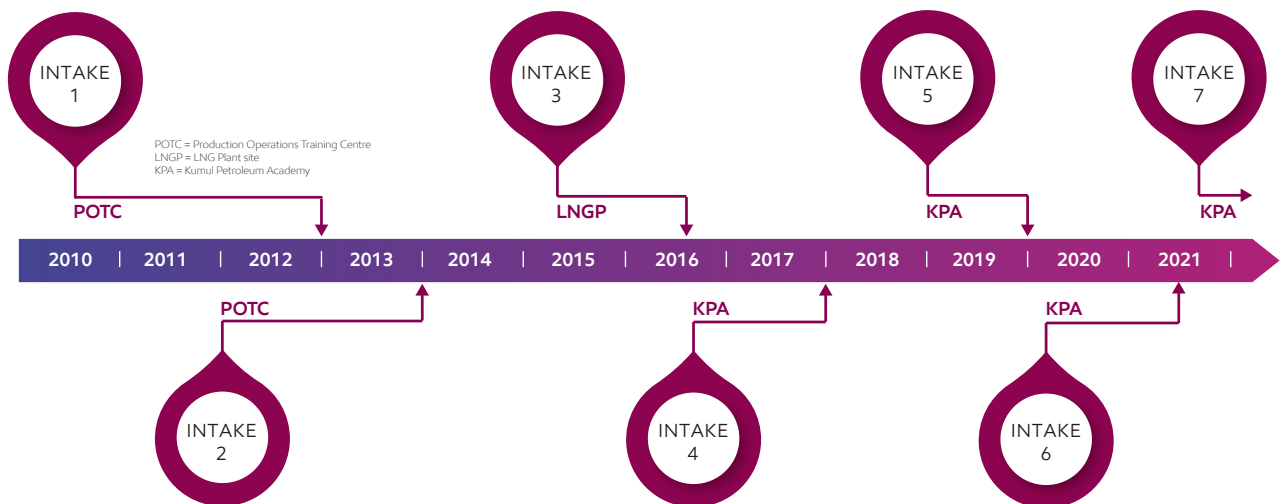 INTAKE
1
INTAKE
3
INTAKE
5
INTAKE
7
POTC = Production Operations Training Centre
LNGP = LNG Plant site
KPA = Kumul Petroleum Academy
POTC
LNGP
KPA
KPA
2010 | 2011 | 2012 | 2013 | 2014 | 2015 | 2016 | 2017 | 2018 | 2019 | 2020 | 2021 |
POTC
KPA
KPA
INTAKE
2
INTAKE
4
INTAKE
6